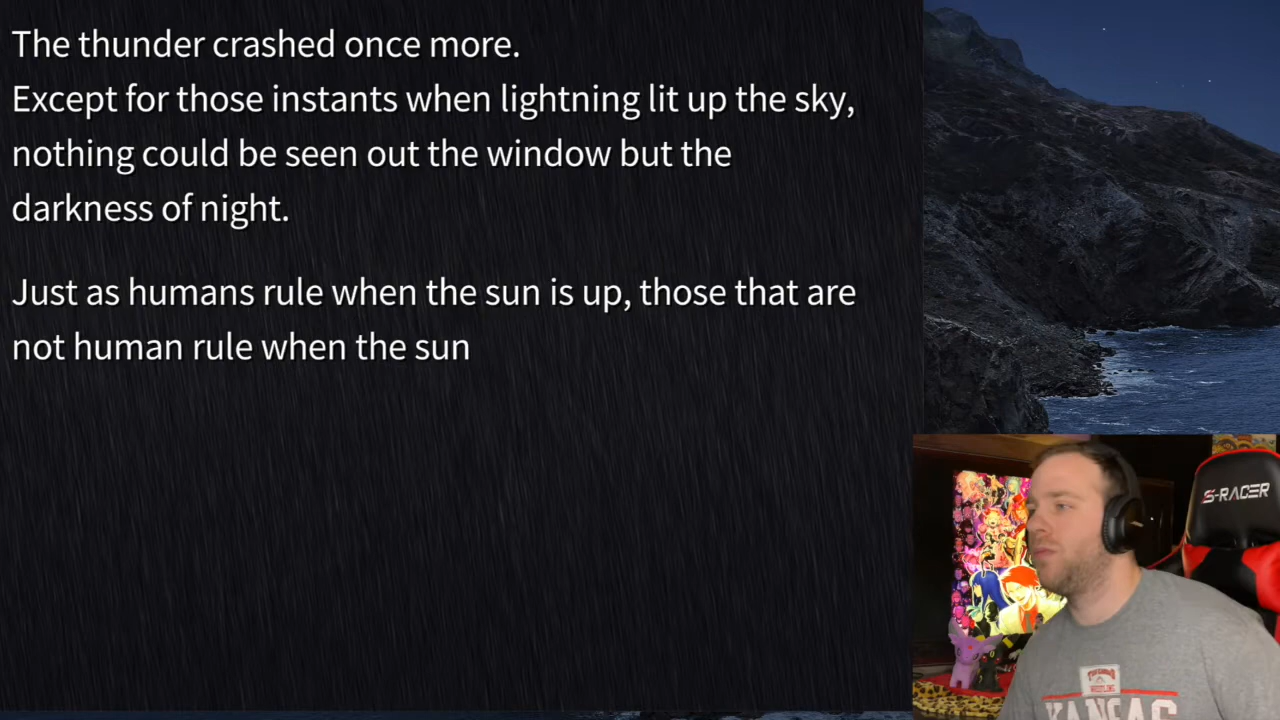 The thunder crashed once more.
Except for those instants when lightning lit up the sky,
nothing could be seen out the window but the
darkness of night.
Just as humans rule when the sun is up, those that are
not human rule when the sun
S-RACER
WRESTLING
KANSAS